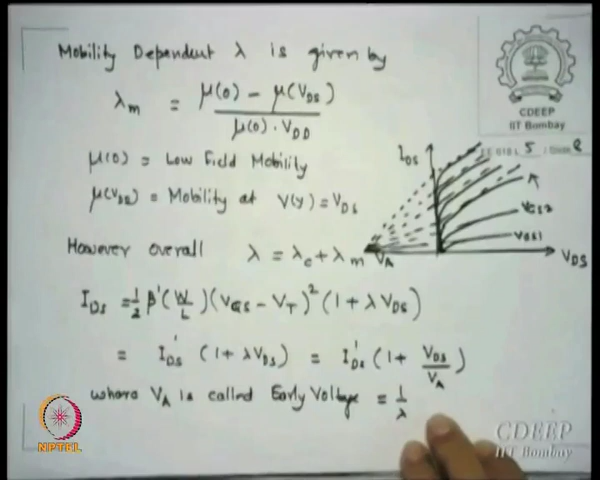 Mobility Dependent λ is given by
λm = μ(0) - μ(VDS) / μ(0)·VDD
μ(0) = Low Field Mobility
μ(VDS) = Mobility at V(y) = VDS
However overall λ = λc + λm
IDS = 1/2 β'(W/L)(VGS - VT)² (1 + λVDS)
= I'DS (1 + λVDS) = I'DS (1 + VDS/VA)
where VA is called Early Voltage = 1/λ
IDS
VGS2
VGS1
VA
VDS
CDEEP
IIT Bombay
NPTEL
CDEEP
IIT Bombay